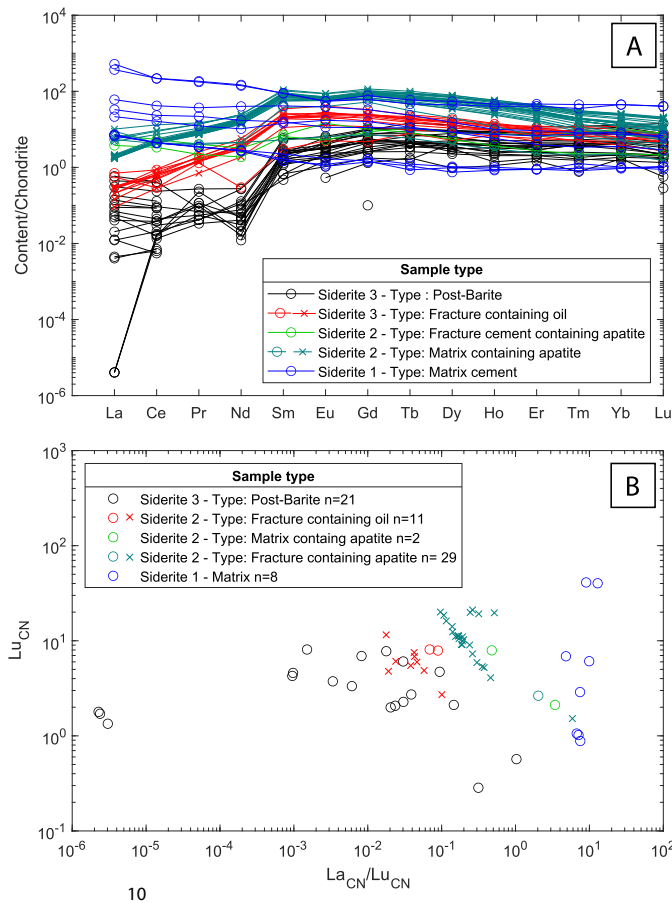 A
10^4
10^2
10^0
10^-2
10^-4
10^-6
Content/Chondrite
Sample type
Siderite 3 - Type : Post-Barite
Siderite 3 - Type: Fracture containing oil
Siderite 2 - Type: Fracture cement containing apatite
Siderite 2 - Type: Matrix containing apatite
Siderite 1 - Type: Matrix cement
La Ce Pr Nd Sm Eu Gd Tb Dy Ho Er Tm Yb Lu
B
10^3
10^2
10^1
10^0
10^-1
Lu_CN
Sample type
Siderite 3 - Type: Post-Barite n=21
Siderite 2 - Type: Fracture containing oil n=11
Siderite 2 - Type: Matrix containg apatite n=2
Siderite 2 - Type: Fracture containing apatite n= 29
Siderite 1 - Matrix n=8
10^-6 10^-5 10^-4 10^-3 10^-2 10^-1 10^0 10^1 10^2
La_CN/Lu_CN
10